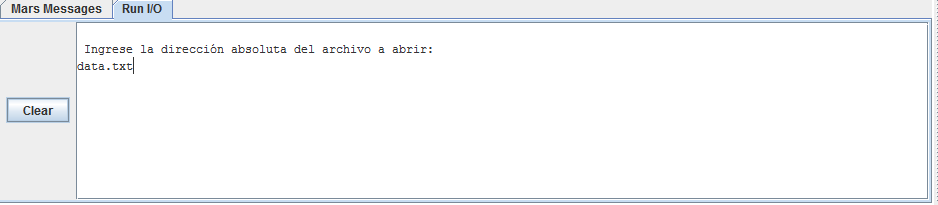 Mars Messages Run I/O
Ingrese la dirección absoluta del archivo a abrir:
data.txt
Clear